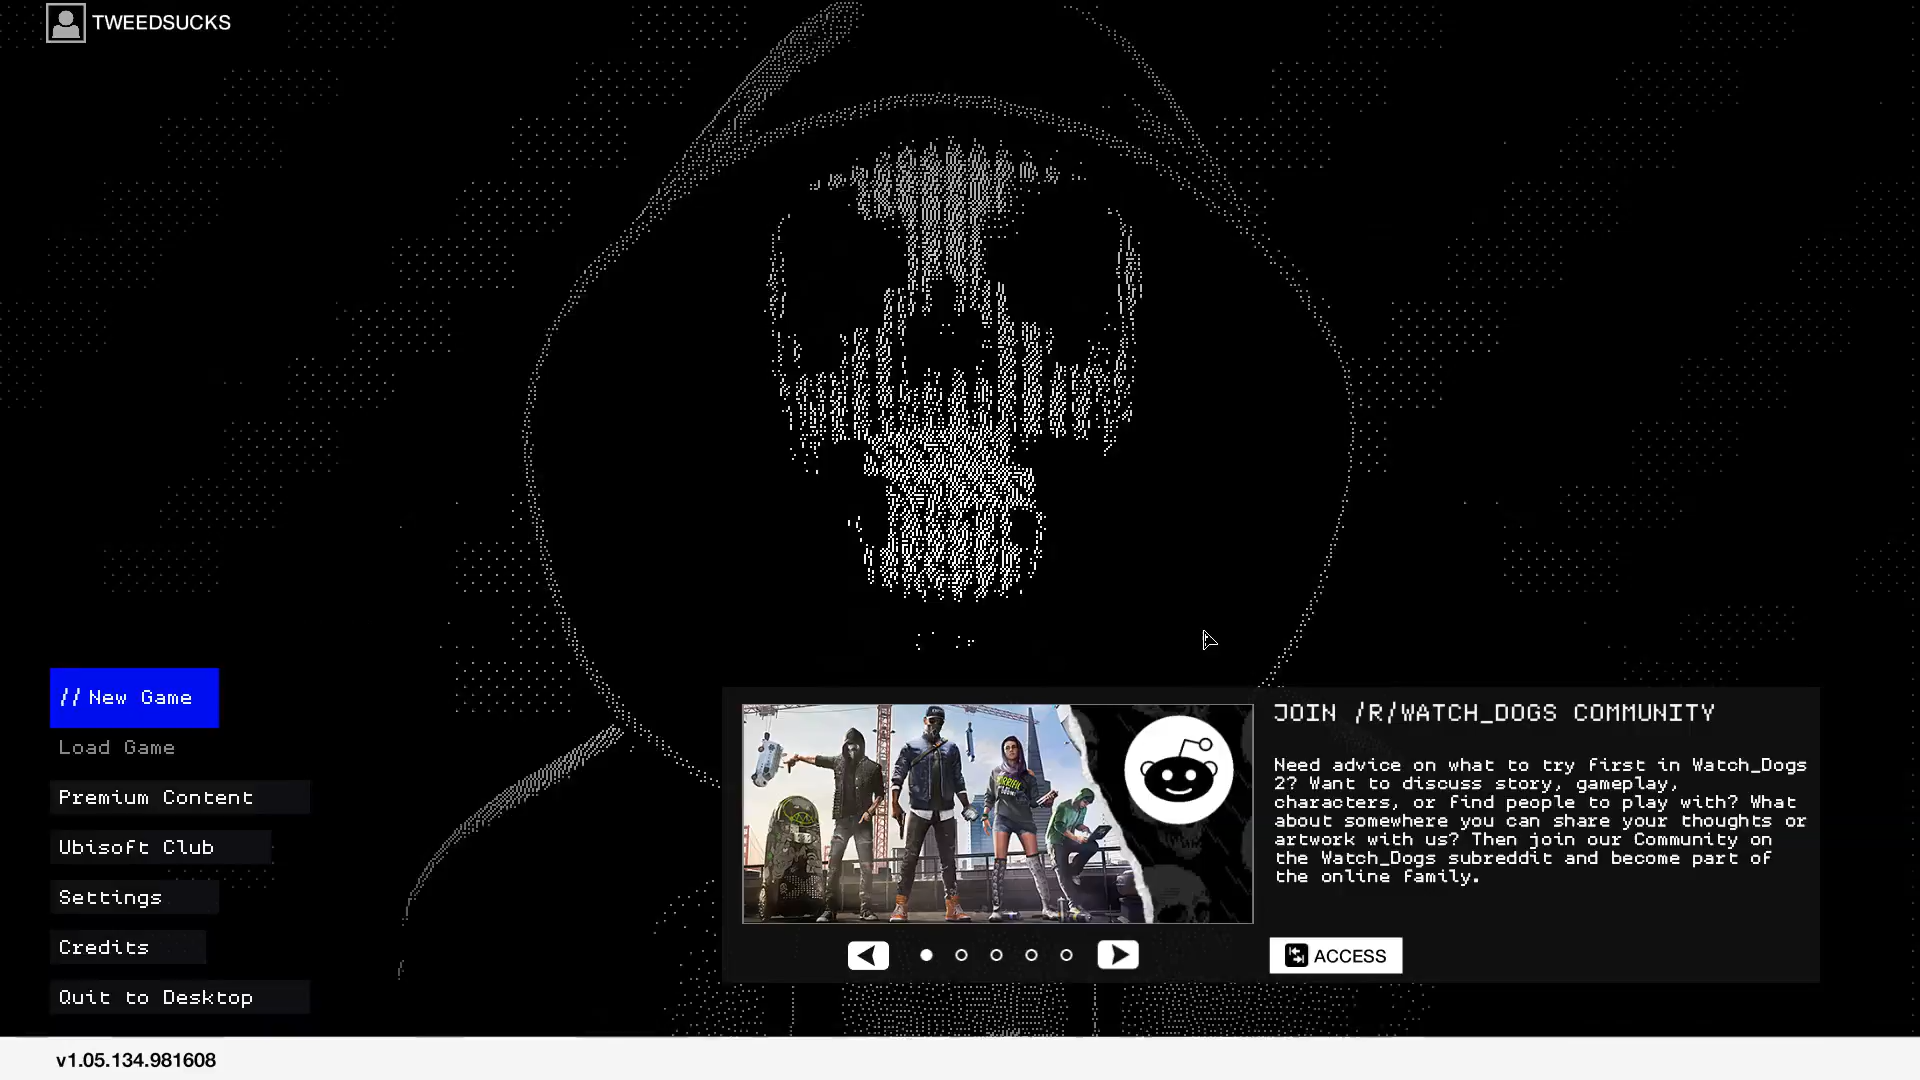 TWEEDSUCKS
// New Game
Load Game
Premium Content
Ubisoft Club
Settings
Credits
Quit to Desktop
JOIN /R/WATCH_DOGS COMMUNITY
Need advice on what to try first in Watch_Dogs
2? Want to discuss story, gameplay,
characters, or find people to play with? What
about somewhere you can share your thoughts or
artwork with us? Then join our Community on
the Watch_Dogs subreddit and become part of
the online family.
ACCESS
v1.05.134.981608